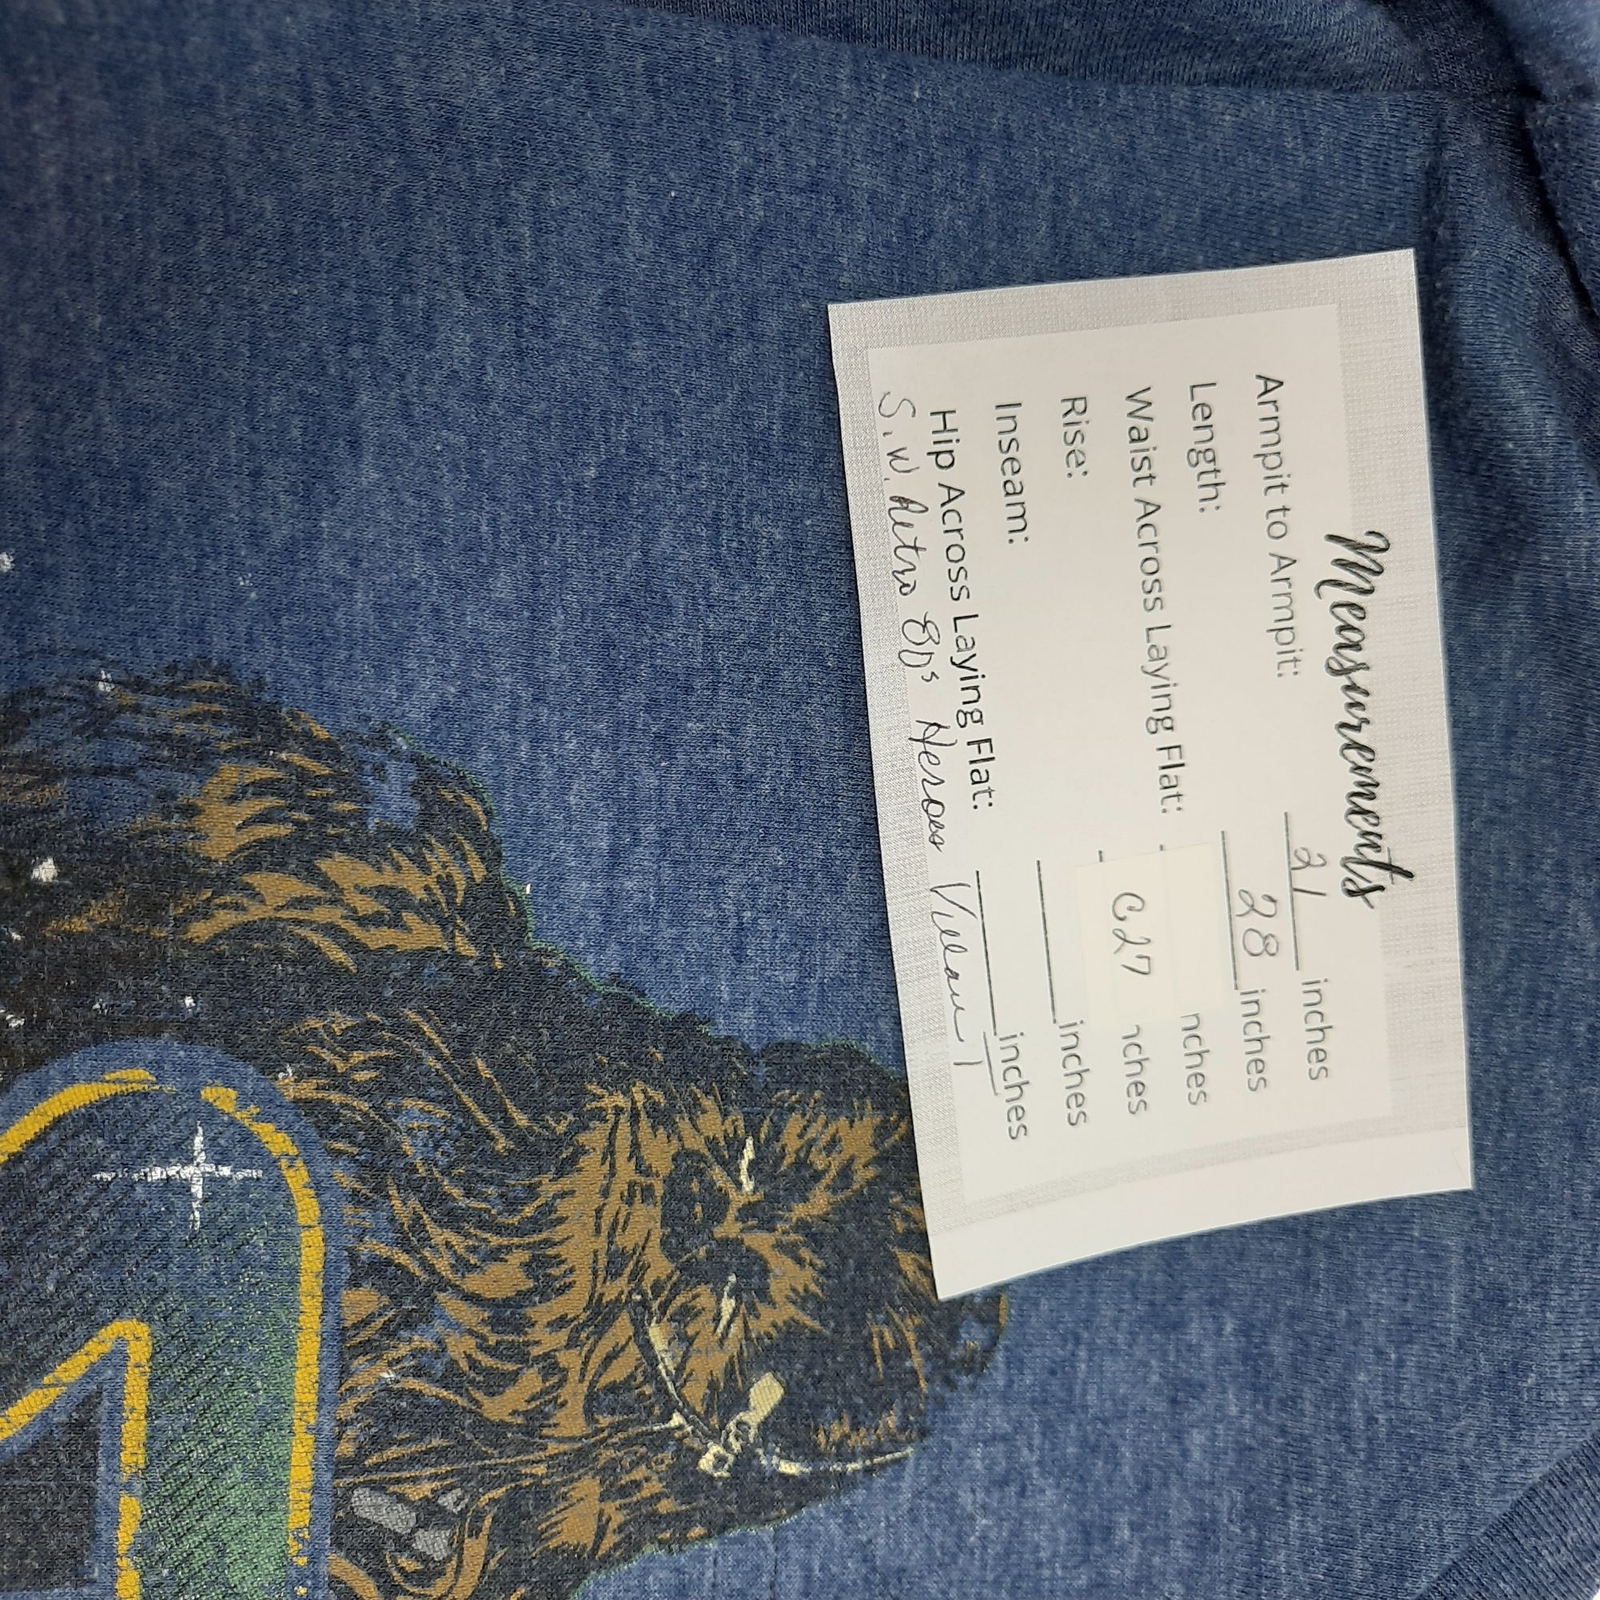 Measurements
Armpit to Armpit: 21 inches
Length: 28 inches
Waist Across Laying Flat: nches
Rise: C27 nches
Inseam: inches
Hip Across Laying Flat: inches
S.W. Retro 80's Heroes